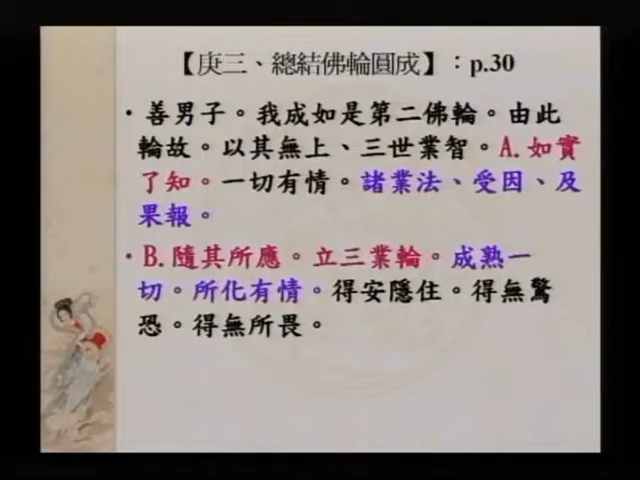 【庚三、總結佛輪圓成】：p.30
·善男子。我成如是第二佛輪。由此
輪故。以其無上、三世業智。A.如實
了知。一切有情。諸業法、受因、及
果報。
·B.隨其所應。立三業輪。成熟一
切。所化有情。得安隱住。得無驚
恐。得無所畏。